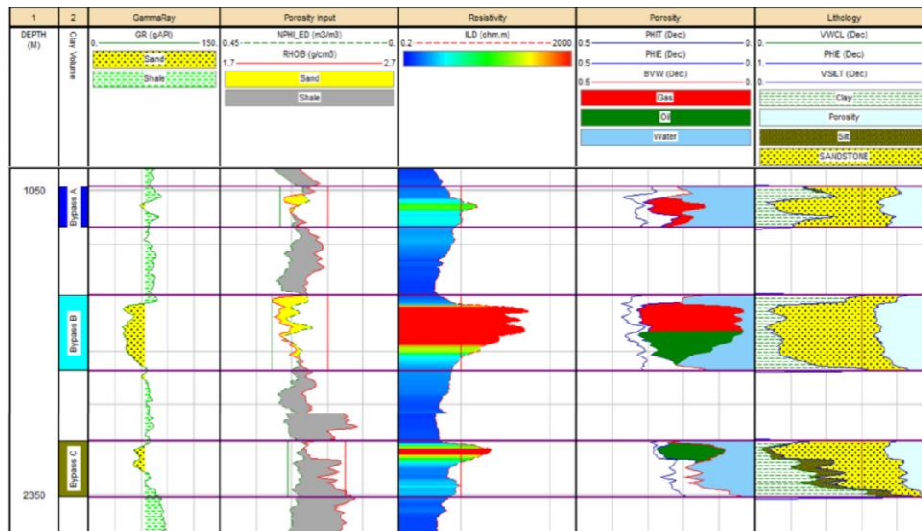 1
2
GammaRay
Porosity Input
Resistivity
Porosity
Lithology
DEPTH
(M)
Clay Volume
GR (gAPI)
0. 150.
Sand
Shale
NPHI_ED (m3/m3)
0.45 -0.
RHOB (g/cm3)
1.7 2.7
Sand
Shale
ILD (ohm.m)
0.2 2000
PHIT (Dec)
0.5 0.
PHIE (Dec)
0.5 0.
BVW (Dec)
0.5 0.
Gas
Oil
Water
VWCL (Dec)
0. 1.
PHIE (Dec)
1. 0.
VSILT (Dec)
0. 1.
Clay
Porosity
Silt
SANDSTONE
1050
Bypass A
Bypass B
Bypass C
2350